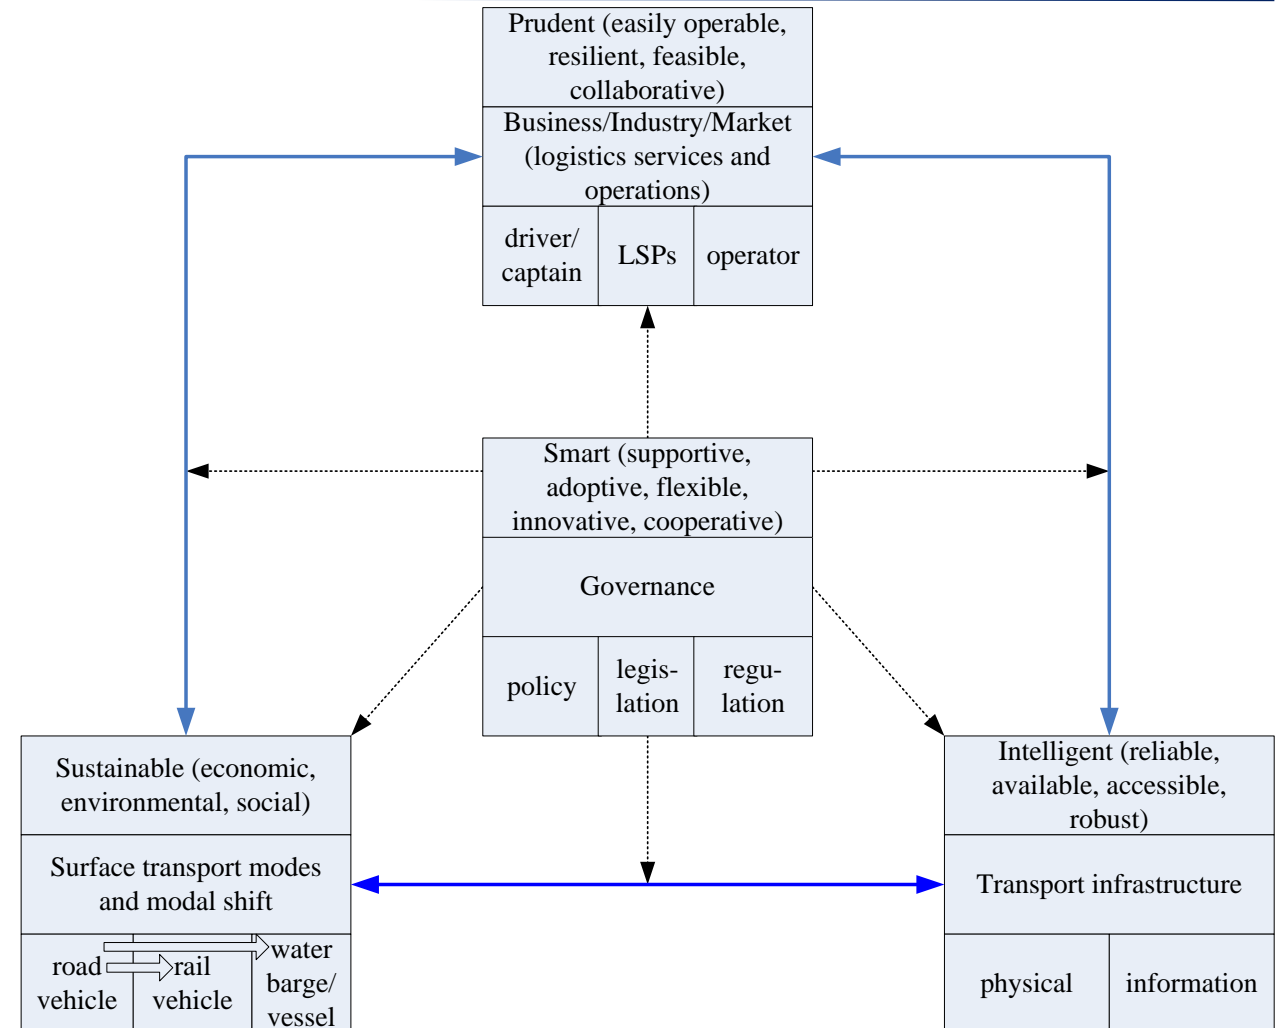 Prudent (easily operable,
resilient, feasible,
collaborative)
Business/Industry/Market
(logistics services and
operations)
driver/
captain
LSPs
operator
Smart (supportive,
adoptive, flexible,
innovative, cooperative)
Governance
policy
legis-
lation
regu-
lation
Sustainable (economic,
environmental, social)
Surface transport modes
and modal shift
road
vehicle
rail
vehicle
water
barge/
vessel
Intelligent (reliable,
available, accessible,
robust)
Transport infrastructure
physical
information